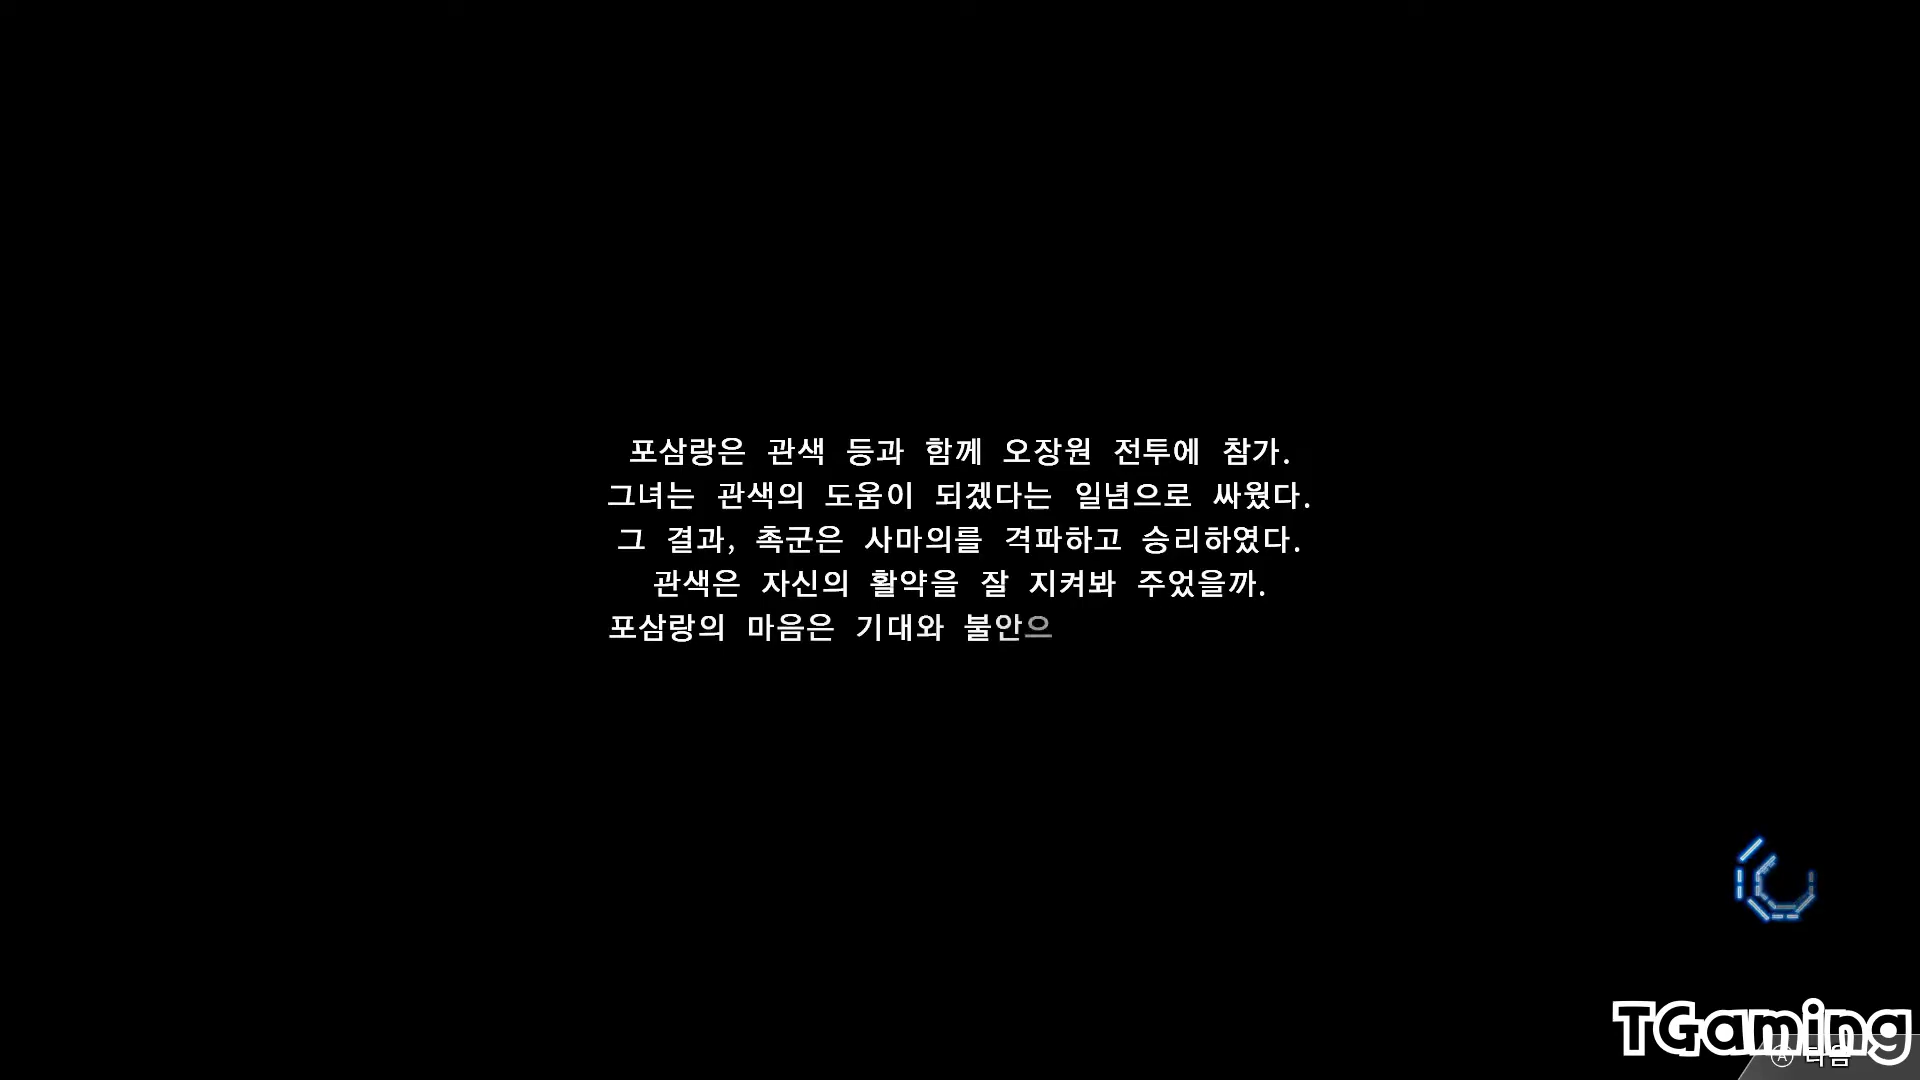 포삼랑은 관색 등과 함께 오장원 전투에 참가.
그녀는 관색의 도움이 되겠다는 일념으로 싸웠다.
그 결과, 촉군은 사마의를 격파하고 승리하였다.
관색은 자신의 활약을 잘 지켜봐 주었을까.
포삼랑의 마음은 기대와 불안으
TGaming
Ⓐ 다음